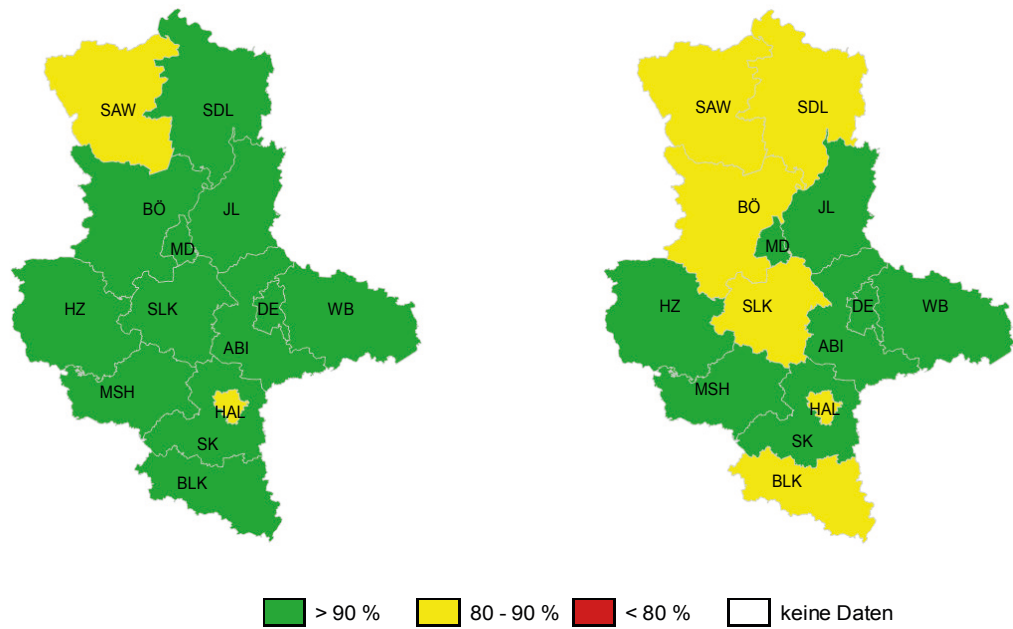 SAW
SDL
BÖ
JL
MD
HZ
SLK
DE
WB
ABI
MSH
HAL
SK
BLK
SAW
SDL
BÖ
JL
MD
HZ
SLK
DE
WB
ABI
MSH
HAL
SK
BLK
> 90 % 80 - 90 % < 80 % keine Daten